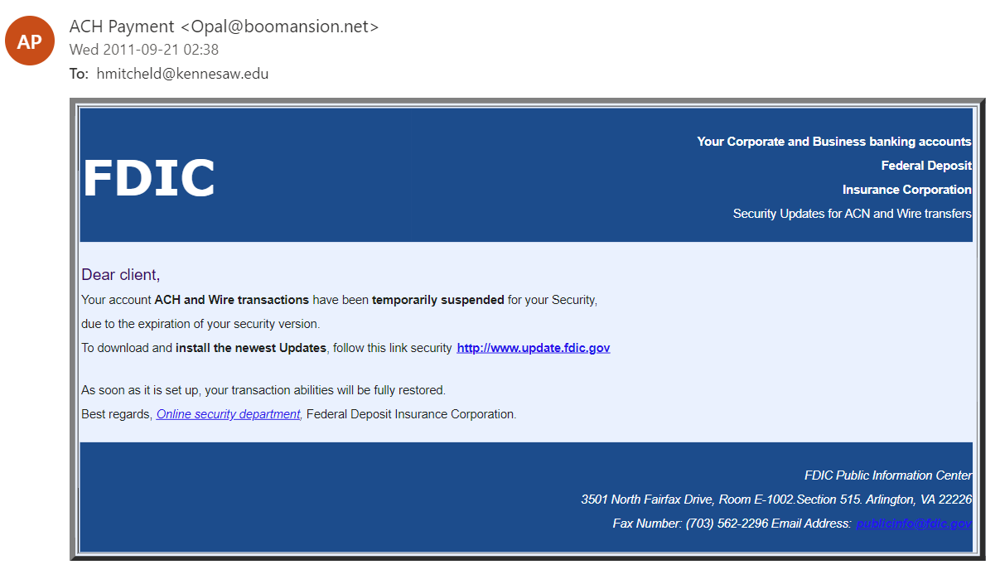 AP
ACH Payment <Opal@boomansion.net>
Wed 2011-09-21 02:38
To: hmitcheld@kennesaw.edu
FDIC
Your Corporate and Business banking accounts
Federal Deposit
Insurance Corporation
Security Updates for ACN and Wire transfers
Dear client,
Your account ACH and Wire transactions have been temporarily suspended for your Security,
due to the expiration of your security version.
To download and install the newest Updates, follow this link security http://www.update.fdic.gov
As soon as it is set up, your transaction abilities will be fully restored.
Best regards, Online security department, Federal Deposit Insurance Corporation.
FDIC Public Information Center
3501 North Fairfax Drive, Room E-1002.Section 515. Arlington, VA 22226
Fax Number: (703) 562-2296 Email Address: publicinfo@fdic.gov